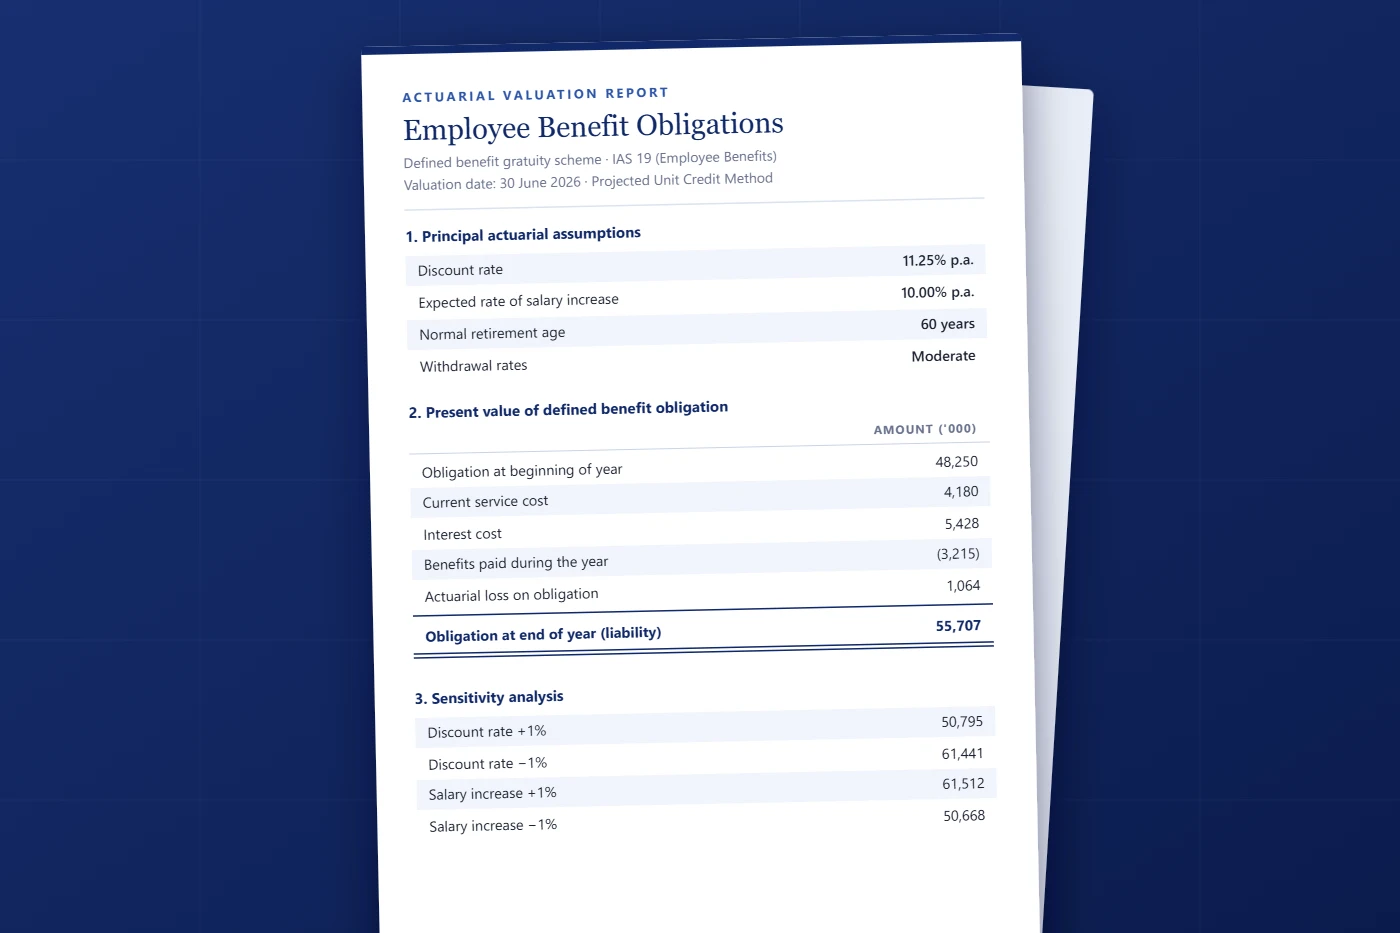 ACTUARIAL VALUATION REPORT
Employee Benefit Obligations
Defined benefit gratuity scheme · IAS 19 (Employee Benefits)
Valuation date: 30 June 2026 · Projected Unit Credit Method
1. Principal actuarial assumptions
Discount rate 11.25% p.a.
Expected rate of salary increase 10.00% p.a.
Normal retirement age 60 years
Withdrawal rates Moderate
2. Present value of defined benefit obligation
AMOUNT ('000)
Obligation at beginning of year 48,250
Current service cost 4,180
Interest cost 5,428
Benefits paid during the year (3,215)
Actuarial loss on obligation 1,064
Obligation at end of year (liability) 55,707
3. Sensitivity analysis
Discount rate +1% 50,795
Discount rate −1% 61,441
Salary increase +1% 61,512
Salary increase −1% 50,668